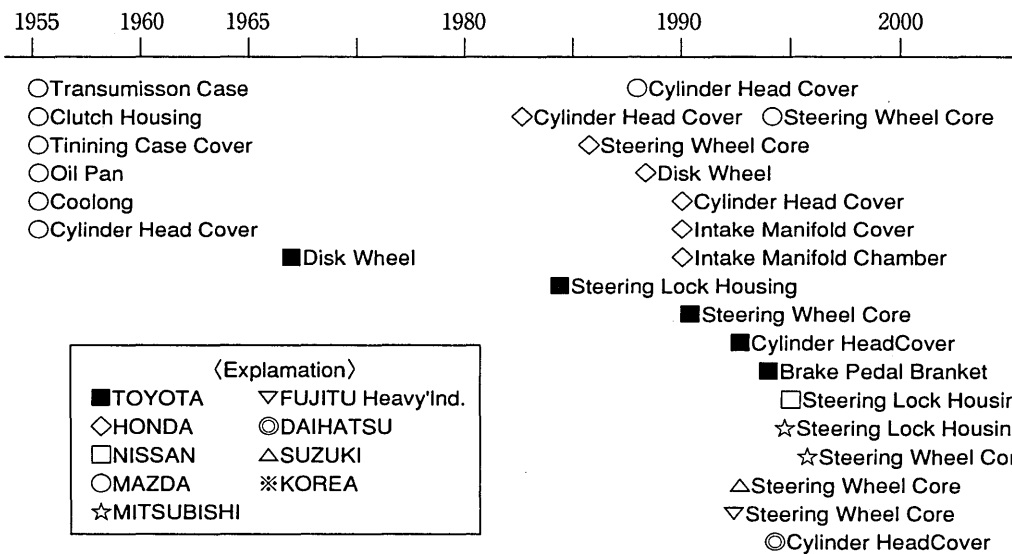 1955 1960 1965 1980 1990 2000
○Transumisson Case ○Cylinder Head Cover
○Clutch Housing ◇Cylinder Head Cover ○Steering Wheel Core
○Tinining Case Cover ◇Steering Wheel Core
○Oil Pan ◇Disk Wheel
○Coolong ◇Cylinder Head Cover
○Cylinder Head Cover ◇Intake Manifold Cover
■Disk Wheel ◇Intake Manifold Chamber
■Steering Lock Housing
■Steering Wheel Core
■Cylinder HeadCover
■Brake Pedal Branket
□Steering Lock Housin
☆Steering Lock Housin
☆Steering Wheel Cor
△Steering Wheel Core
▽Steering Wheel Core
◎Cylinder HeadCover
〈Explamation〉
■TOYOTA ▽FUJITU Heavy'Ind.
◇HONDA ◎DAIHATSU
□NISSAN △SUZUKI
○MAZDA ※KOREA
☆MITSUBISHI